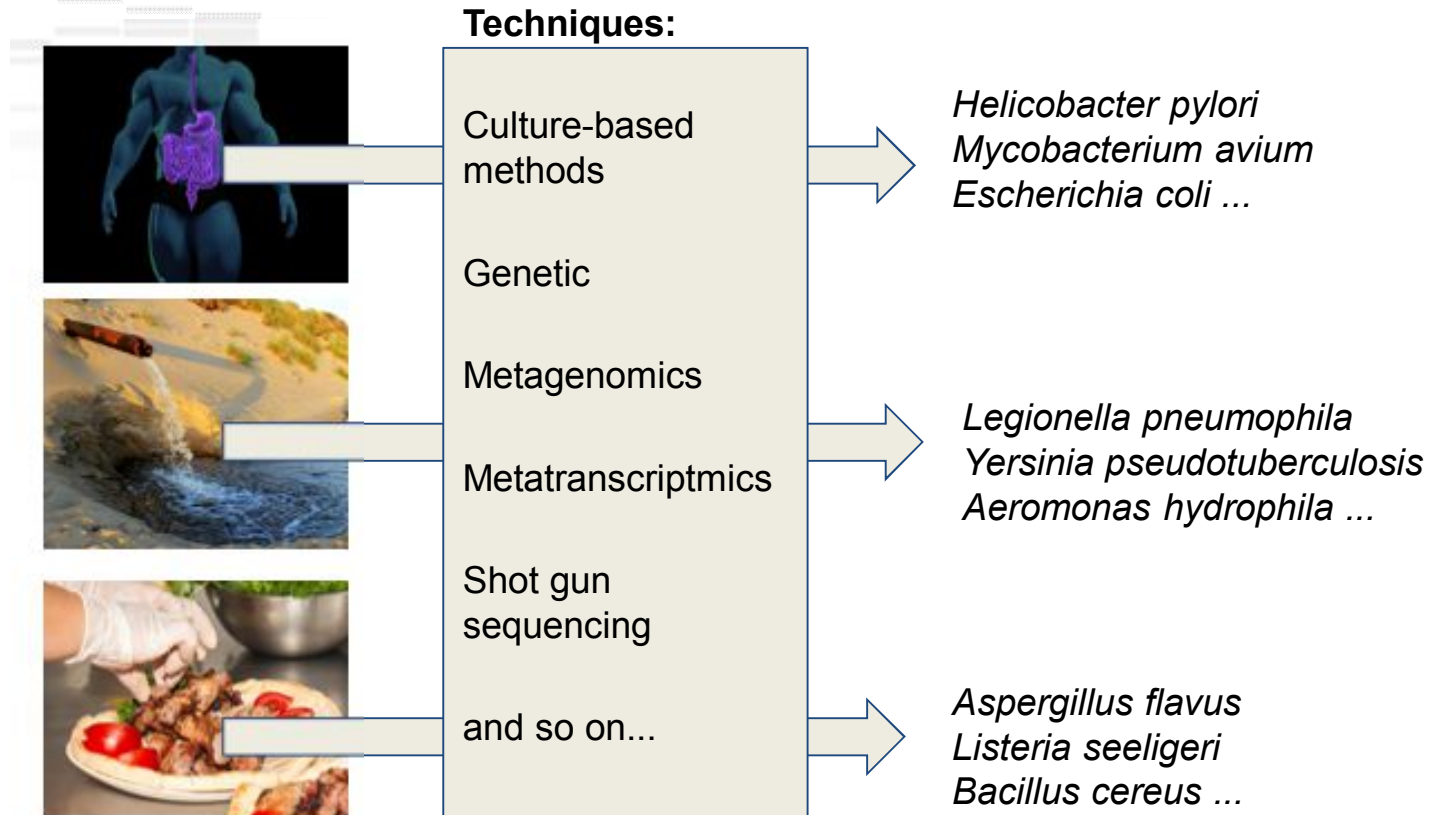 Techniques:
Culture-based
methods
Genetic
Metagenomics
Metatranscriptmics
Shot gun
sequencing
and so on...
Helicobacter pylori
Mycobacterium avium
Escherichia coli ...
Legionella pneumophila
Yersinia pseudotuberculosis
Aeromonas hydrophila ...
Aspergillus flavus
Listeria seeligeri
Bacillus cereus ...